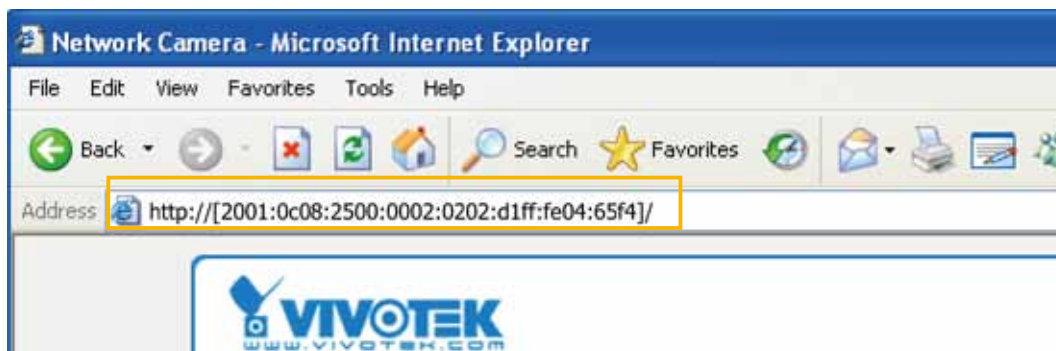 Network Camera - Microsoft Internet Explorer
File Edit View Favorites Tools Help
Back Search Favorites
Address http://[2001:0c08:2500:0002:0202:d1ff:fe04:65f4]/
VIVOTEK
www.vivotek.com